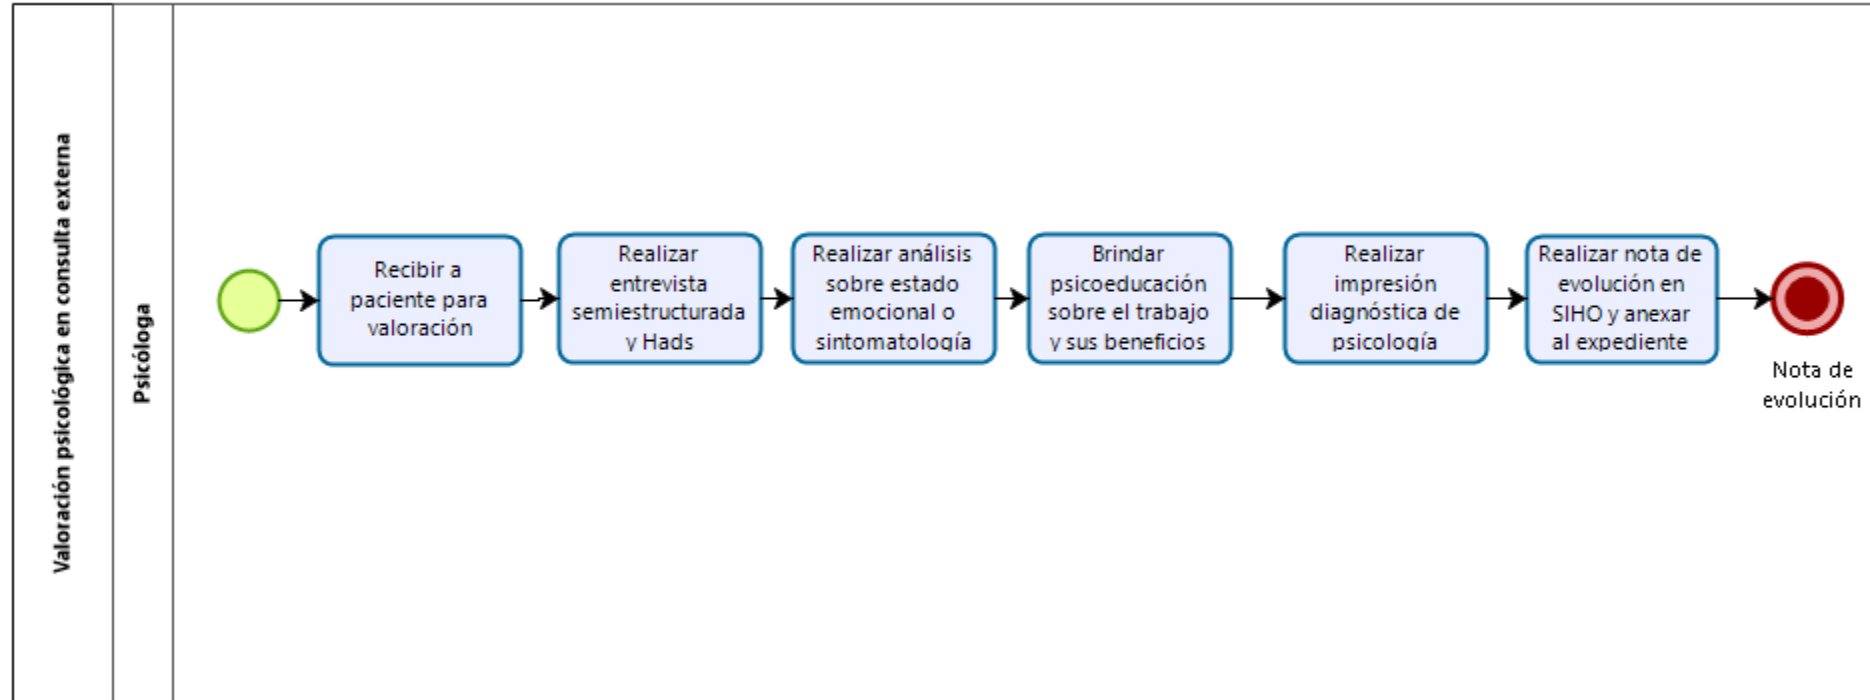 Valoración psicológica en consulta externa
Psicóloga
Recibir a
paciente para
valoración
Realizar
entrevista
semiestructurada
y Hads
Realizar análisis
sobre estado
emocional o
sintomatología
Brindar
psicoeducación
sobre el trabajo
y sus beneficios
Realizar
impresión
diagnóstica de
psicología
Realizar nota de
evolución en
SIHO y anexar
al expediente
Nota de
evolución